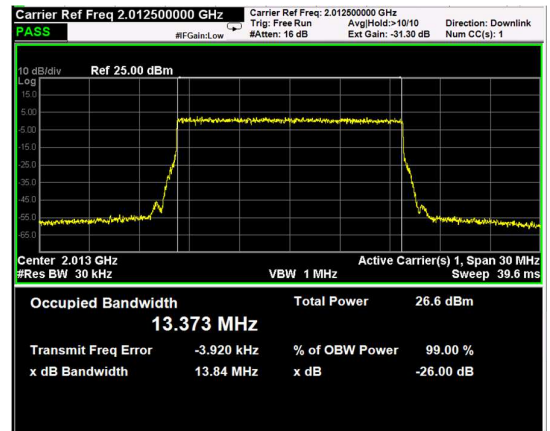 Carrier Ref Freq 2.012500000 GHz
PASS
#IFGain:Low
Carrier Ref Freq: 2.012500000 GHz
Trig: Free Run Avg|Hold:>10/10 Direction: Downlink
#Atten: 16 dB Ext Gain: -31.30 dB Num CC(s): 1
10 dB/div Ref 25.00 dBm
Log
15.0
5.00
-5.00
-15.0
-25.0
-35.0
-45.0
-55.0
-65.0
Center 2.013 GHz Active Carrier(s) 1, Span 30 MHz
#Res BW 30 kHz VBW 1 MHz Sweep 39.6 ms
Occupied Bandwidth Total Power 26.6 dBm
13.373 MHz
Transmit Freq Error -3.920 kHz % of OBW Power 99.00 %
x dB Bandwidth 13.84 MHz x dB -26.00 dB